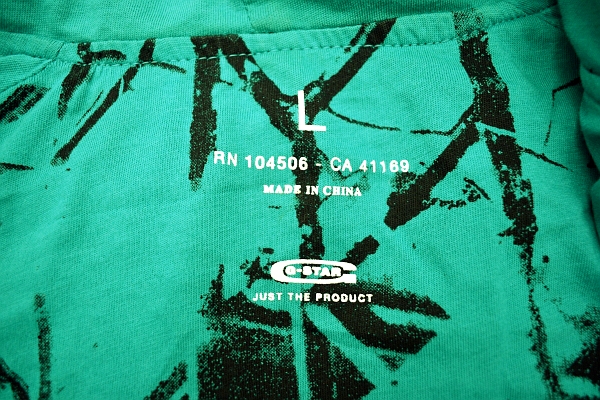 L
RN 104506 - CA 41169
MADE IN CHINA
G-STAR
JUST THE PRODUCT